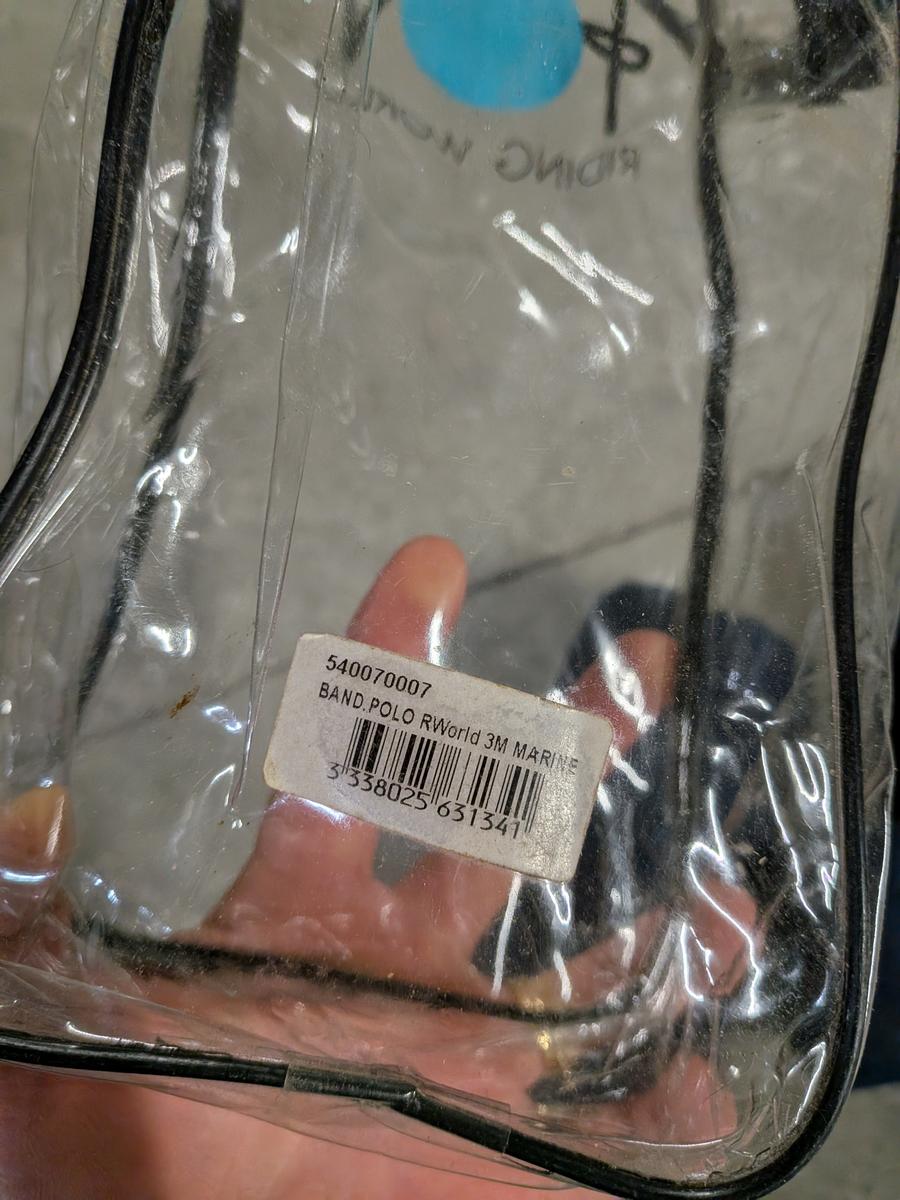 RIDING WORLD
540070007
BAND.POLO RWorld 3M MARINE
3 338025 631341